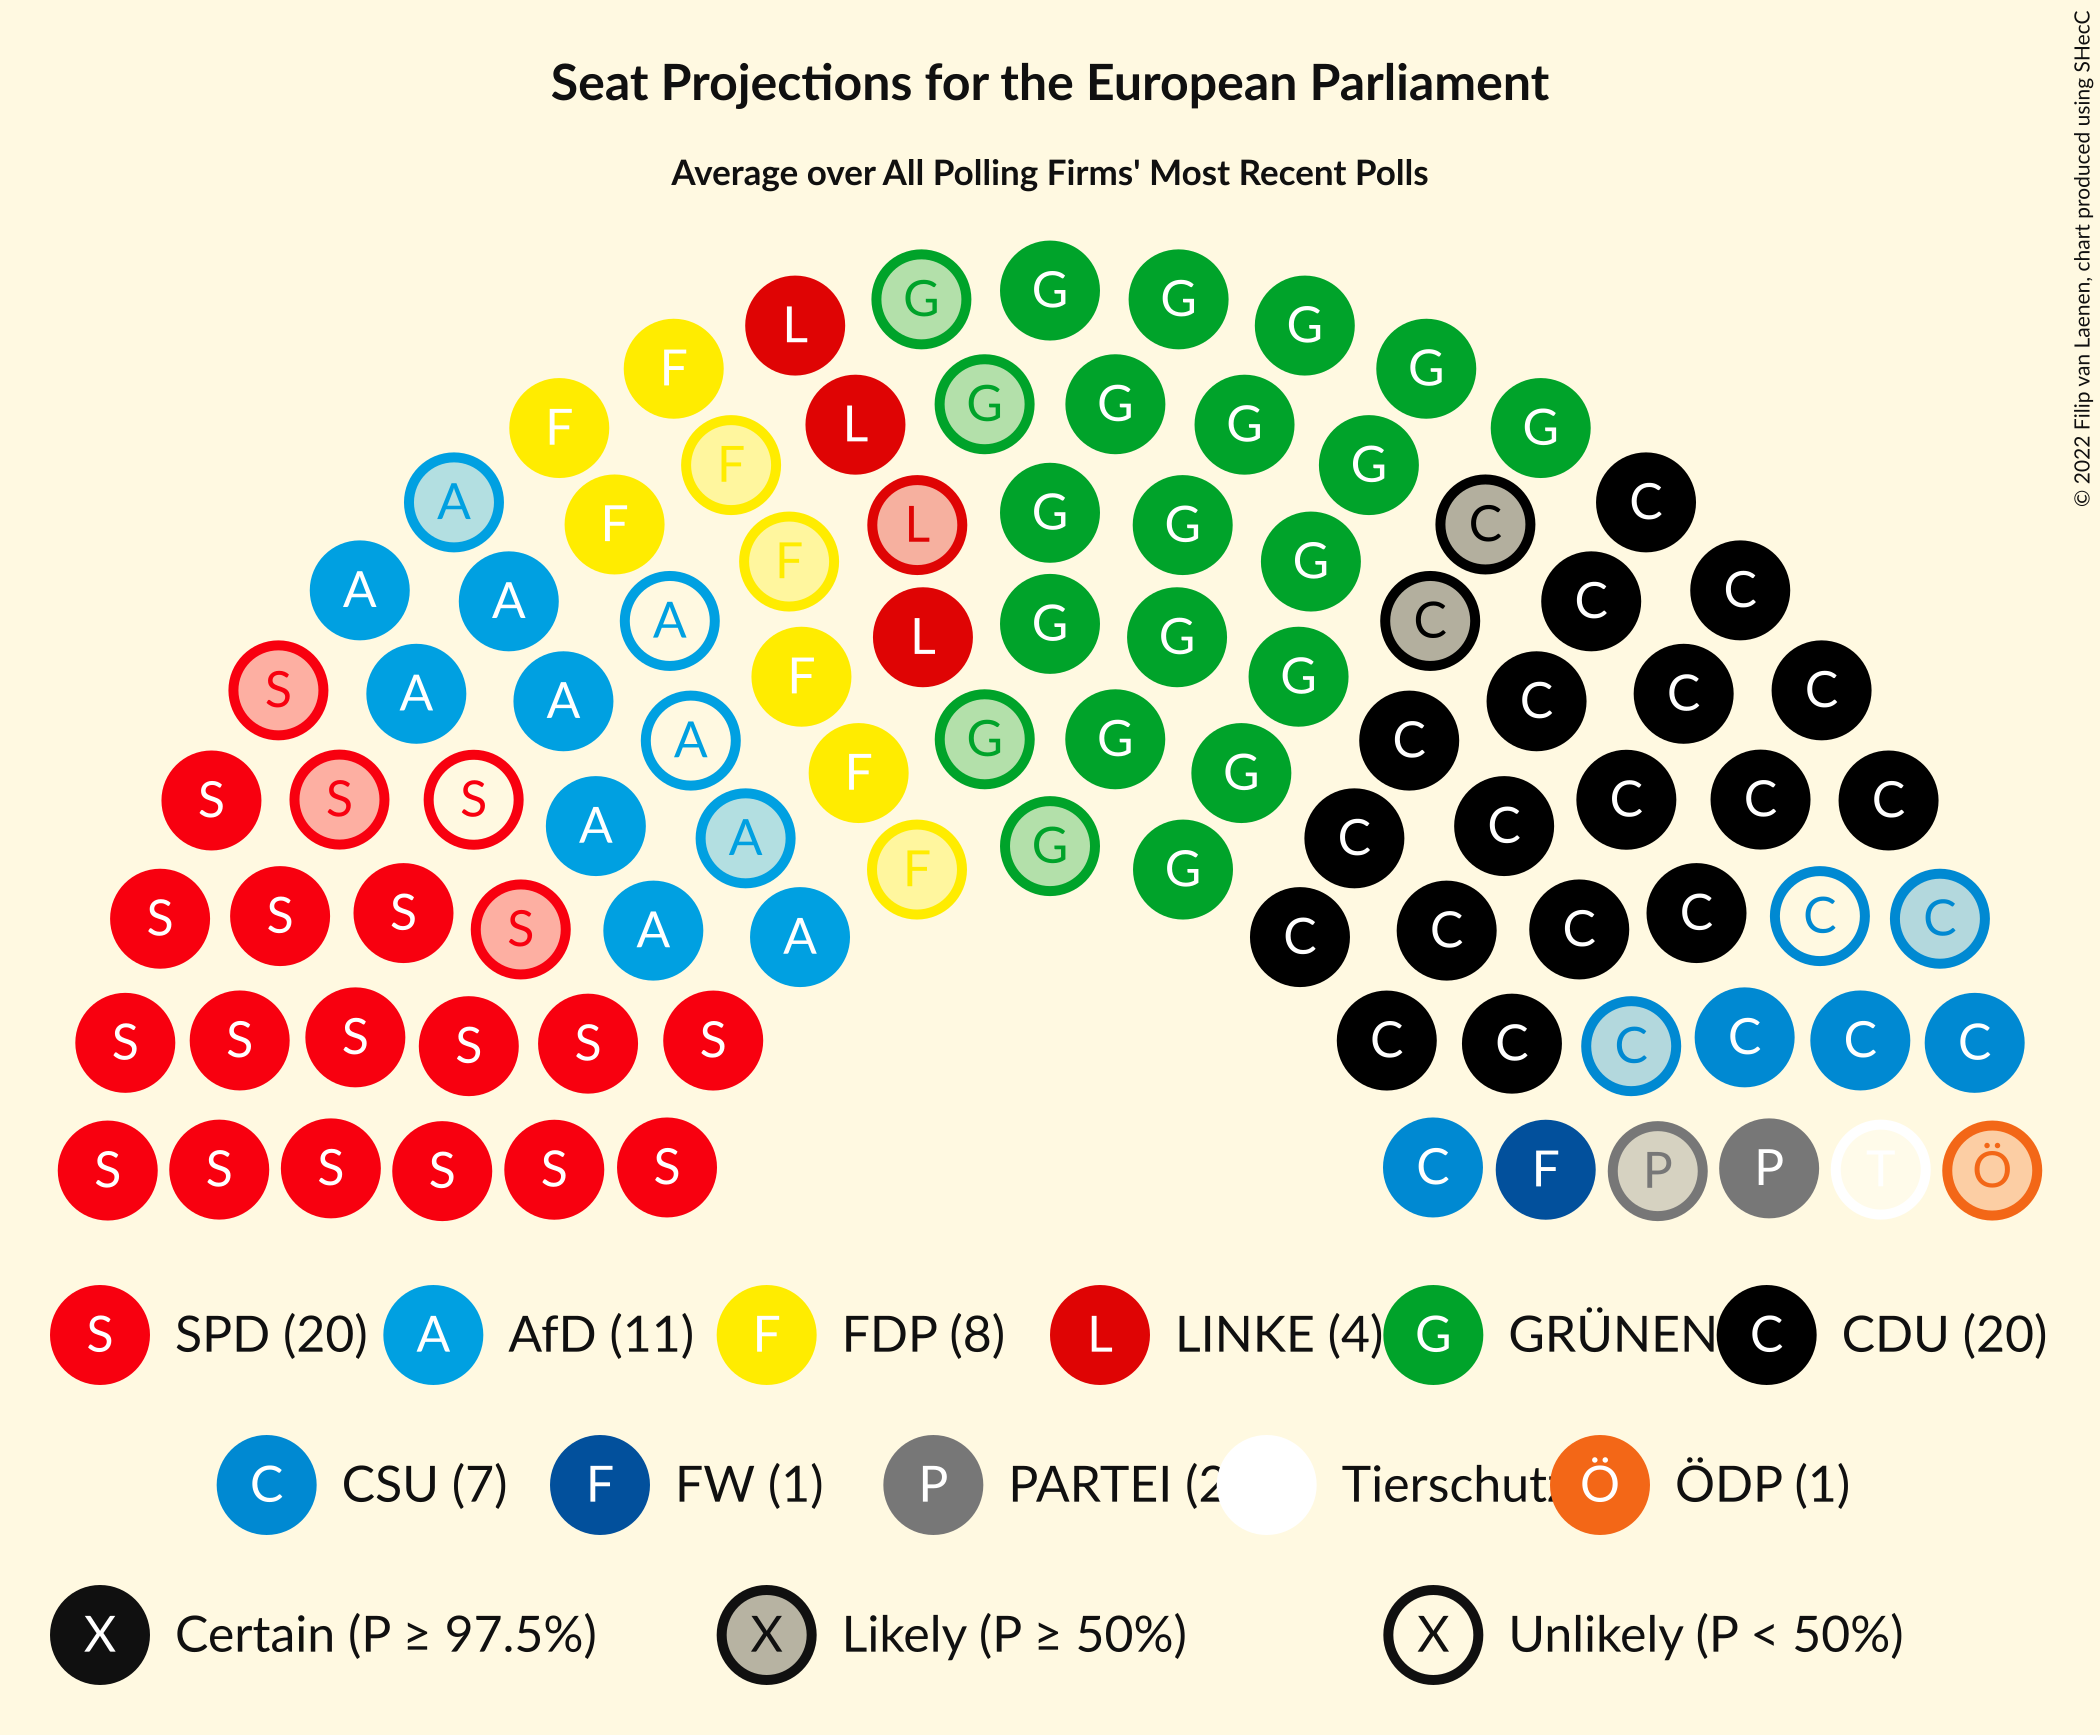 Seat Projections for the European Parliament
Average over All Polling Firms' Most Recent Polls
© 2022 Filip van Laenen, chart produced using SHecC
G G G
L G
F G
G G
F L G G
F G
A C
F L G G C
F G
A A C C
A L G G C
S A A F G C C C
A G G C
S S S F G C C C
A A G C C
F G
S S S S A A C C C C C C
S S S S S S C C C C C C
S S S S S S C F P P T Ö
S SPD (20) A AfD (11) F FDP (8) L LINKE (4) G GRÜNEN C CDU (20)
C CSU (7) F FW (1) P PARTEI (2 Tierschutz Ö ÖDP (1)
X Certain (P ≥ 97.5%) X Likely (P ≥ 50%) X Unlikely (P < 50%)